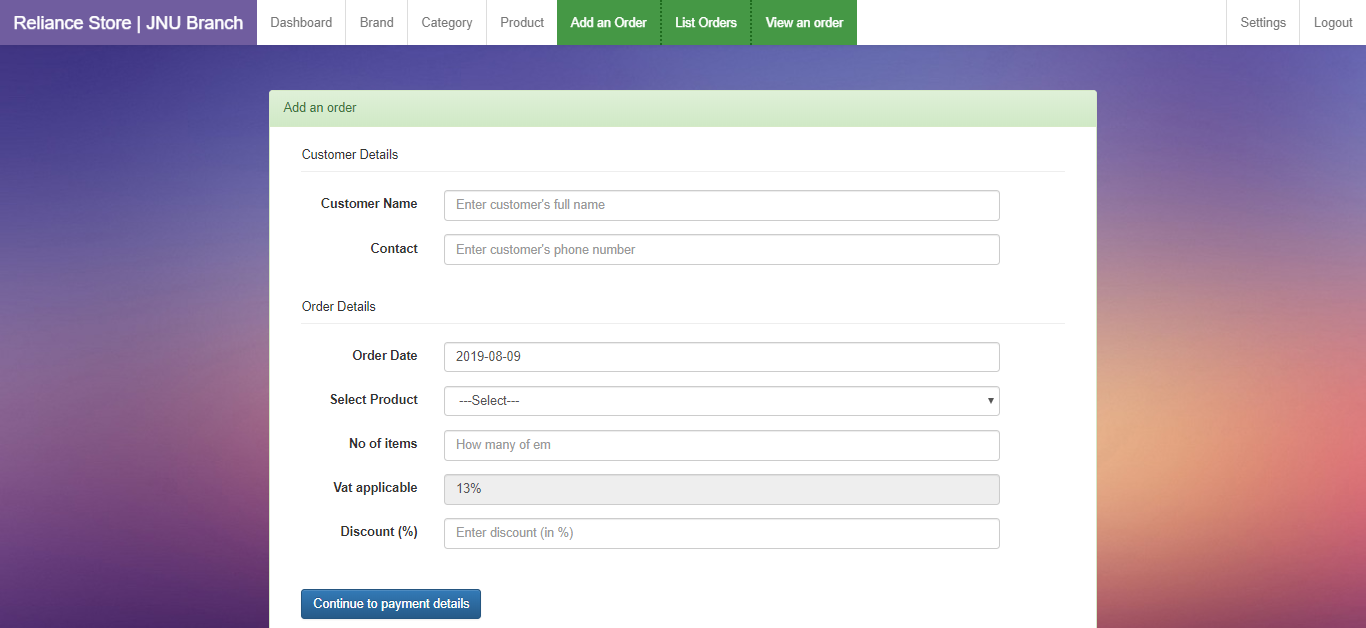 Reliance Store | JNU Branch Dashboard Brand Category Product Add an Order List Orders View an order Settings Logout
Add an order
Customer Details
Customer Name Enter customer's full name
Contact Enter customer's phone number
Order Details
Order Date 2019-08-09
Select Product ---Select---
No of items How many of em
Vat applicable 13%
Discount (%) Enter discount (in %)
Continue to payment details